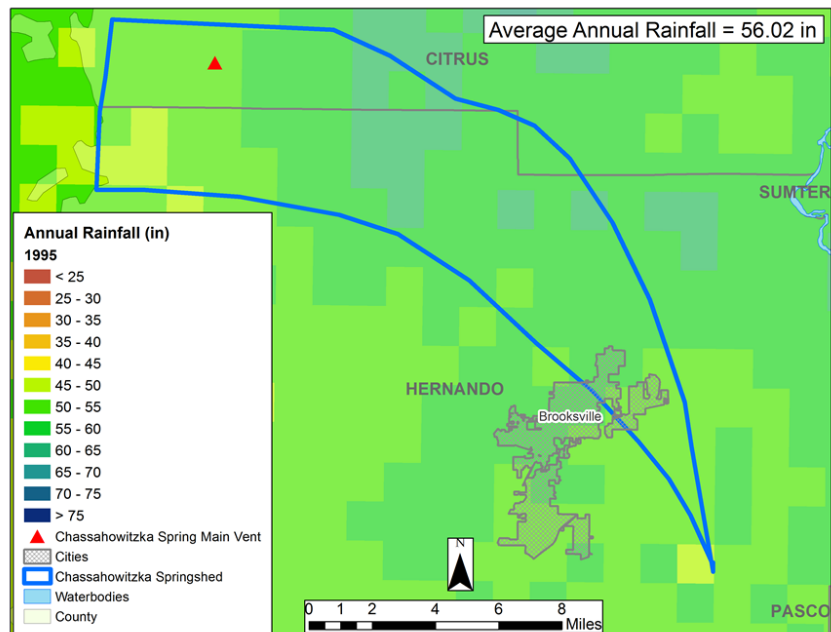 Average Annual Rainfall = 56.02 in
CITRUS
SUMTER
HERNANDO
Brooksville
PASCO
Annual Rainfall (in)
1995
< 25
25 - 30
30 - 35
35 - 40
40 - 45
45 - 50
50 - 55
55 - 60
60 - 65
65 - 70
70 - 75
> 75
Chassahowitzka Spring Main Vent
Cities
Chassahowitzka Springshed
Waterbodies
County
N
0 1 2 4 6 8
Miles